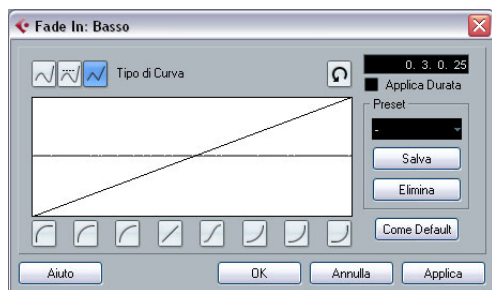 Fade In: Basso
Tipo di Curva
0. 3. 0. 25
Applica Durata
Preset
-
Salva
Elimina
Come Default
Aiuto
OK
Annulla
Applica